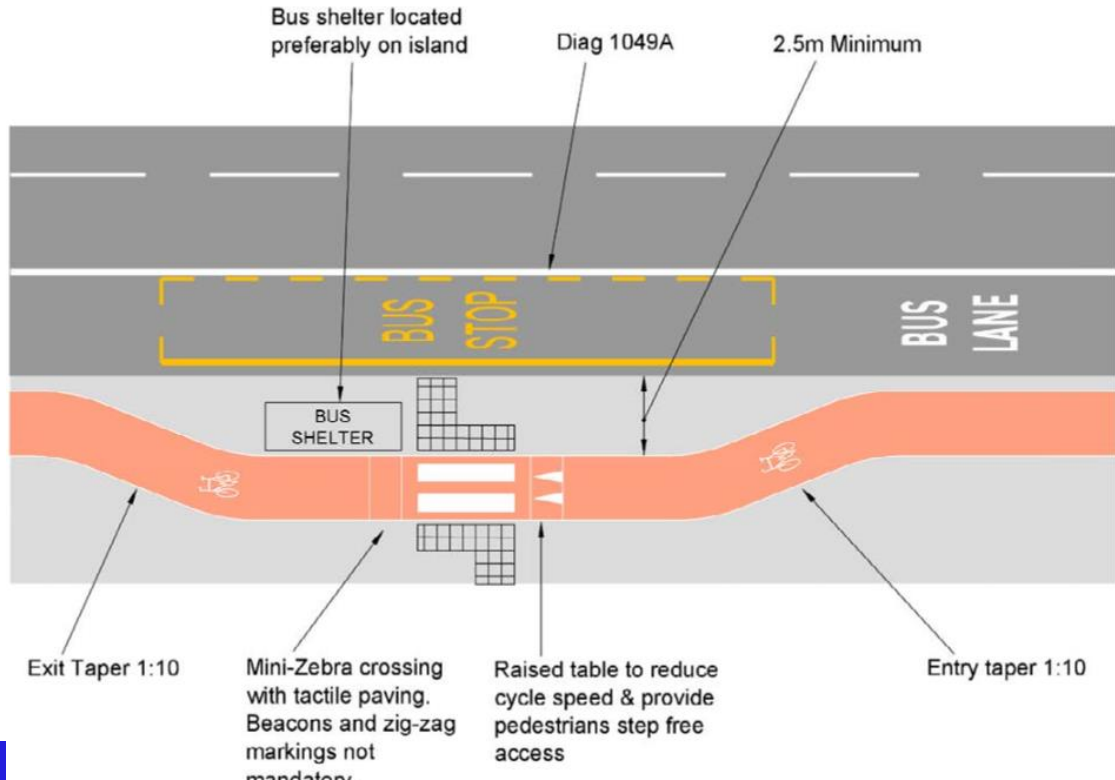 Bus shelter located
preferably on island
Diag 1049A
2.5m Minimum
BUS
STOP
BUS
LANE
BUS
SHELTER
Exit Taper 1:10
Mini-Zebra crossing
with tactile paving.
Beacons and zig-zag
markings not
mandatory
Raised table to reduce
cycle speed & provide
pedestrians step free
access
Entry taper 1:10